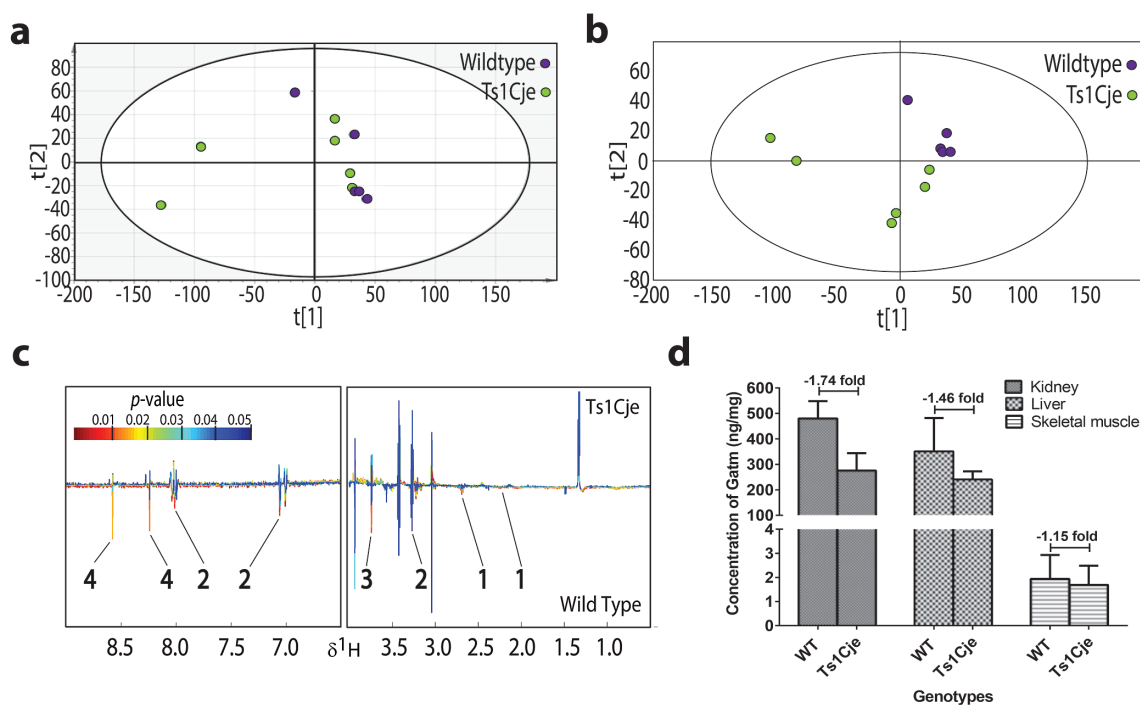 a
Wildtype
Ts1Cje
80
60
40
20
0
-20
-40
-60
-80
-100
t[2]
-200 -150 -100 -50 0 50 100 150
t[1]
b
Wildtype
Ts1Cje
60
40
20
0
-20
-40
-60
-80
t[2]
-200 -150 -100 -50 0 50 100 150 200
t[1]
c
p-value
0.01 0.02 0.03 0.04 0.05
Ts1Cje
4 4 2 2 3 2 1 1
Wild Type
8.5 8.0 7.5 7.0 δ¹H 3.5 3.0 2.5 2.0 1.5 1.0
d
-1.74 fold
-1.46 fold
-1.15 fold
Kidney
Liver
Skeletal muscle
Concentration of Gatm (ng/mg)
600
500
400
300
200
100
4
3
2
1
0
WT Ts1Cje WT Ts1Cje WT Ts1Cje
Genotypes